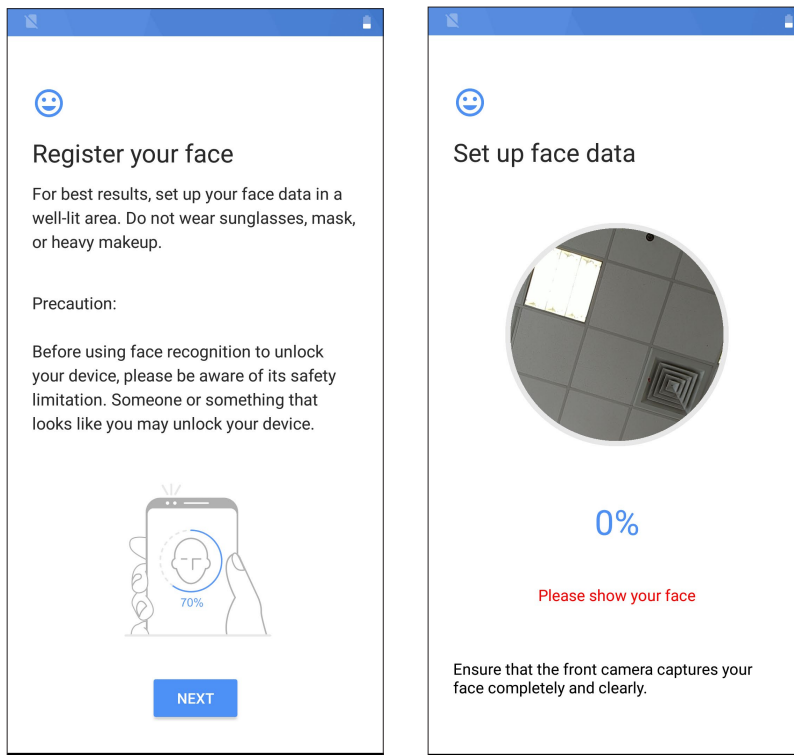 Register your face
For best results, set up your face data in a
well-lit area. Do not wear sunglasses, mask,
or heavy makeup.
Precaution:
Before using face recognition to unlock
your device, please be aware of its safety
limitation. Someone or something that
looks like you may unlock your device.
70%
NEXT
Set up face data
0%
Please show your face
Ensure that the front camera captures your
face completely and clearly.